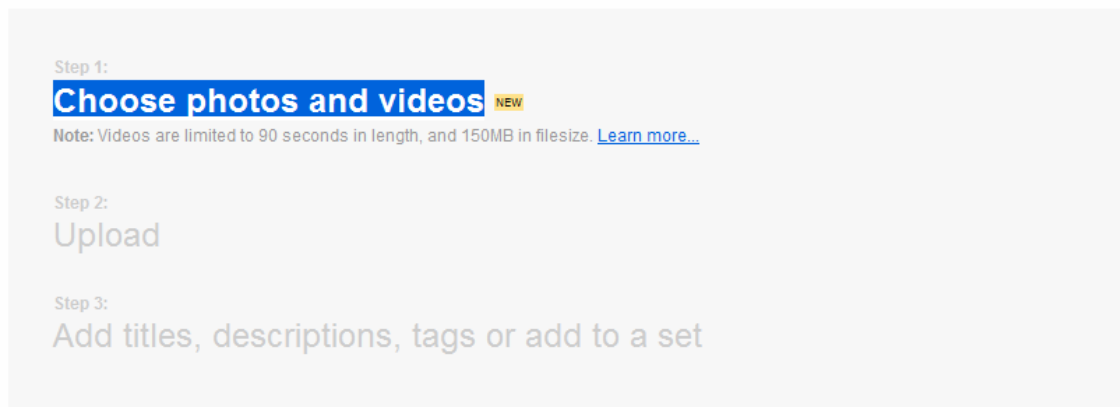 Step 1:
Choose photos and videos NEW
Note: Videos are limited to 90 seconds in length, and 150MB in filesize. Learn more...
Step 2:
Upload
Step 3:
Add titles, descriptions, tags or add to a set